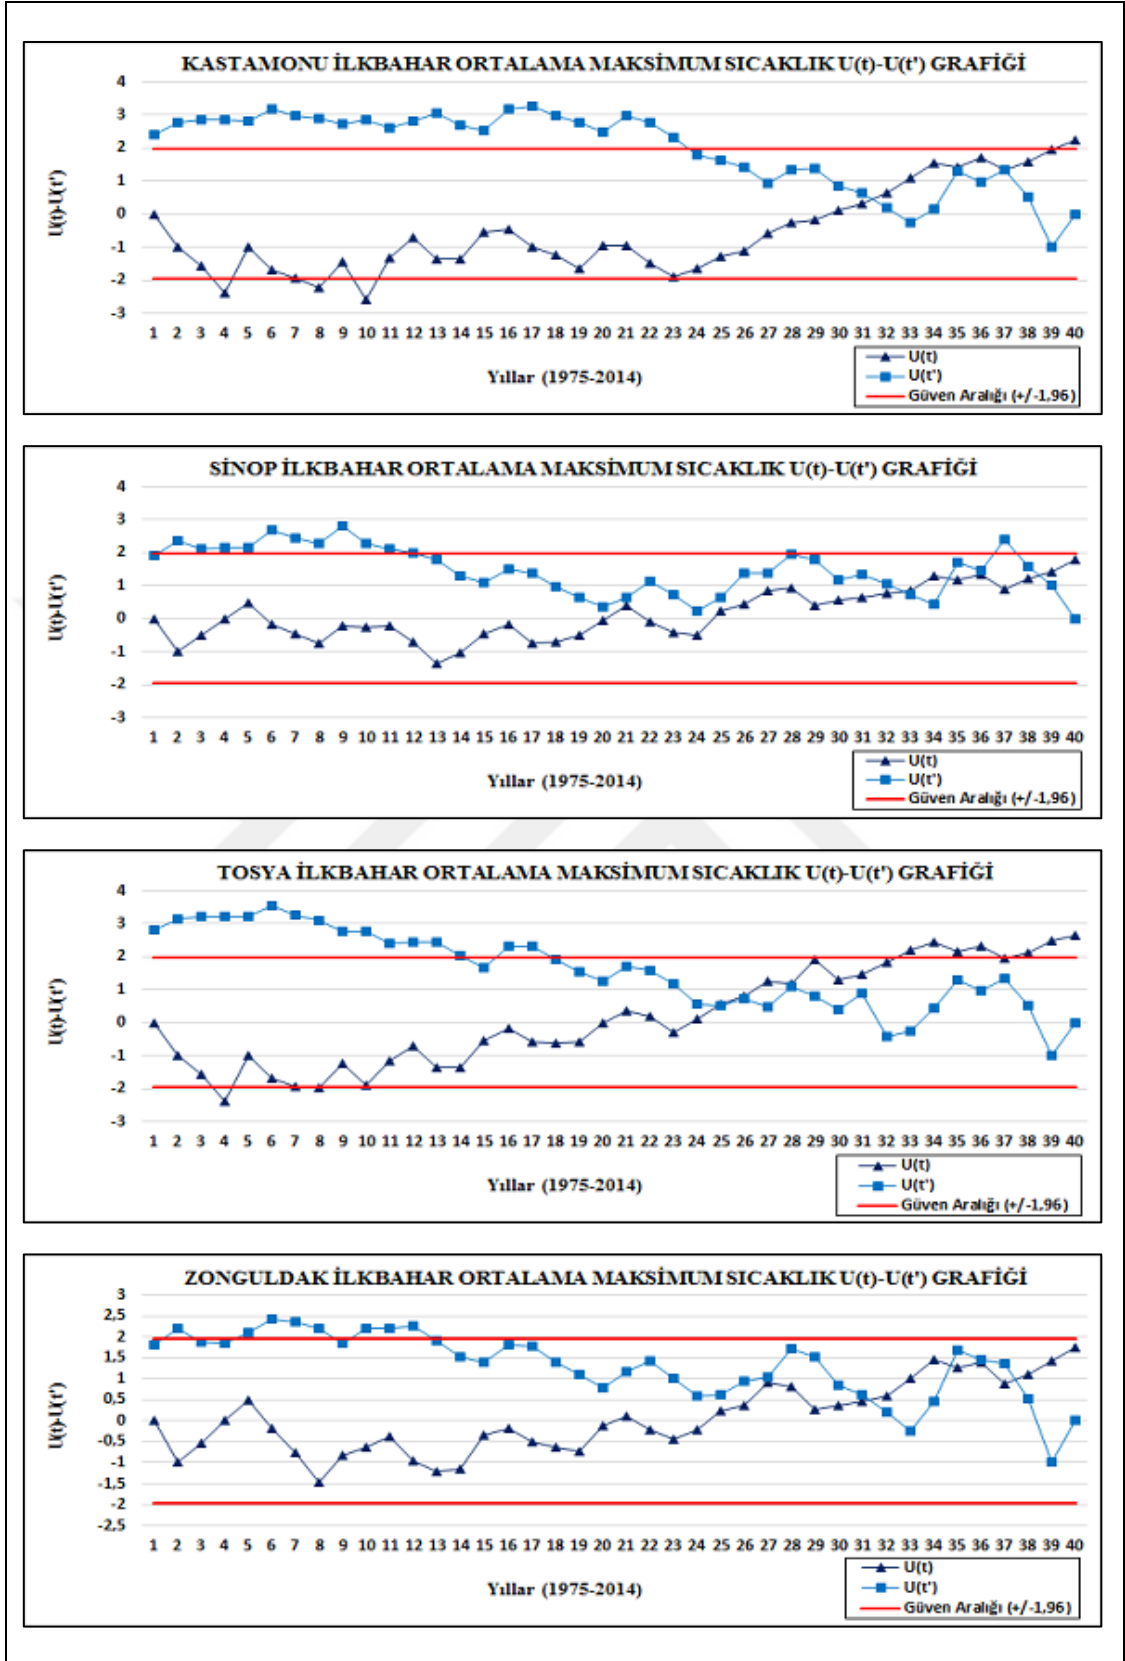 KASTAMONU İLKBAHAR ORTALAMA MAKSİMUM SICAKLIK U(t)-U(t') GRAFİĞİ
4
3
2
1
0
-1
-2
-3
U(t)-U(t')
1 2 3 4 5 6 7 8 9 10 11 12 13 14 15 16 17 18 19 20 21 22 23 24 25 26 27 28 29 30 31 32 33 34 35 36 37 38 39 40
Yıllar (1975-2014)
U(t)
U(t')
Güven Aralığı (+/-1,96)
SİNOP İLKBAHAR ORTALAMA MAKSİMUM SICAKLIK U(t)-U(t') GRAFİĞİ
4
3
2
1
0
-1
-2
-3
U(t)-U(t')
1 2 3 4 5 6 7 8 9 10 11 12 13 14 15 16 17 18 19 20 21 22 23 24 25 26 27 28 29 30 31 32 33 34 35 36 37 38 39 40
Yıllar (1975-2014)
U(t)
U(t')
Güven Aralığı (+/-1,96)
TOSYA İLKBAHAR ORTALAMA MAKSİMUM SICAKLIK U(t)-U(t') GRAFİĞİ
4
3
2
1
0
-1
-2
-3
U(t)-U(t')
1 2 3 4 5 6 7 8 9 10 11 12 13 14 15 16 17 18 19 20 21 22 23 24 25 26 27 28 29 30 31 32 33 34 35 36 37 38 39 40
Yıllar (1975-2014)
U(t)
U(t')
Güven Aralığı (+/-1,96)
ZONGULDAK İLKBAHAR ORTALAMA MAKSİMUM SICAKLIK U(t)-U(t') GRAFİĞİ
3
2,5
2
1,5
1
0,5
0
-0,5
-1
-1,5
-2
-2,5
U(t)-U(t')
1 2 3 4 5 6 7 8 9 10 11 12 13 14 15 16 17 18 19 20 21 22 23 24 25 26 27 28 29 30 31 32 33 34 35 36 37 38 39 40
Yıllar (1975-2014)
U(t)
U(t')
Güven Aralığı (+/-1,96)